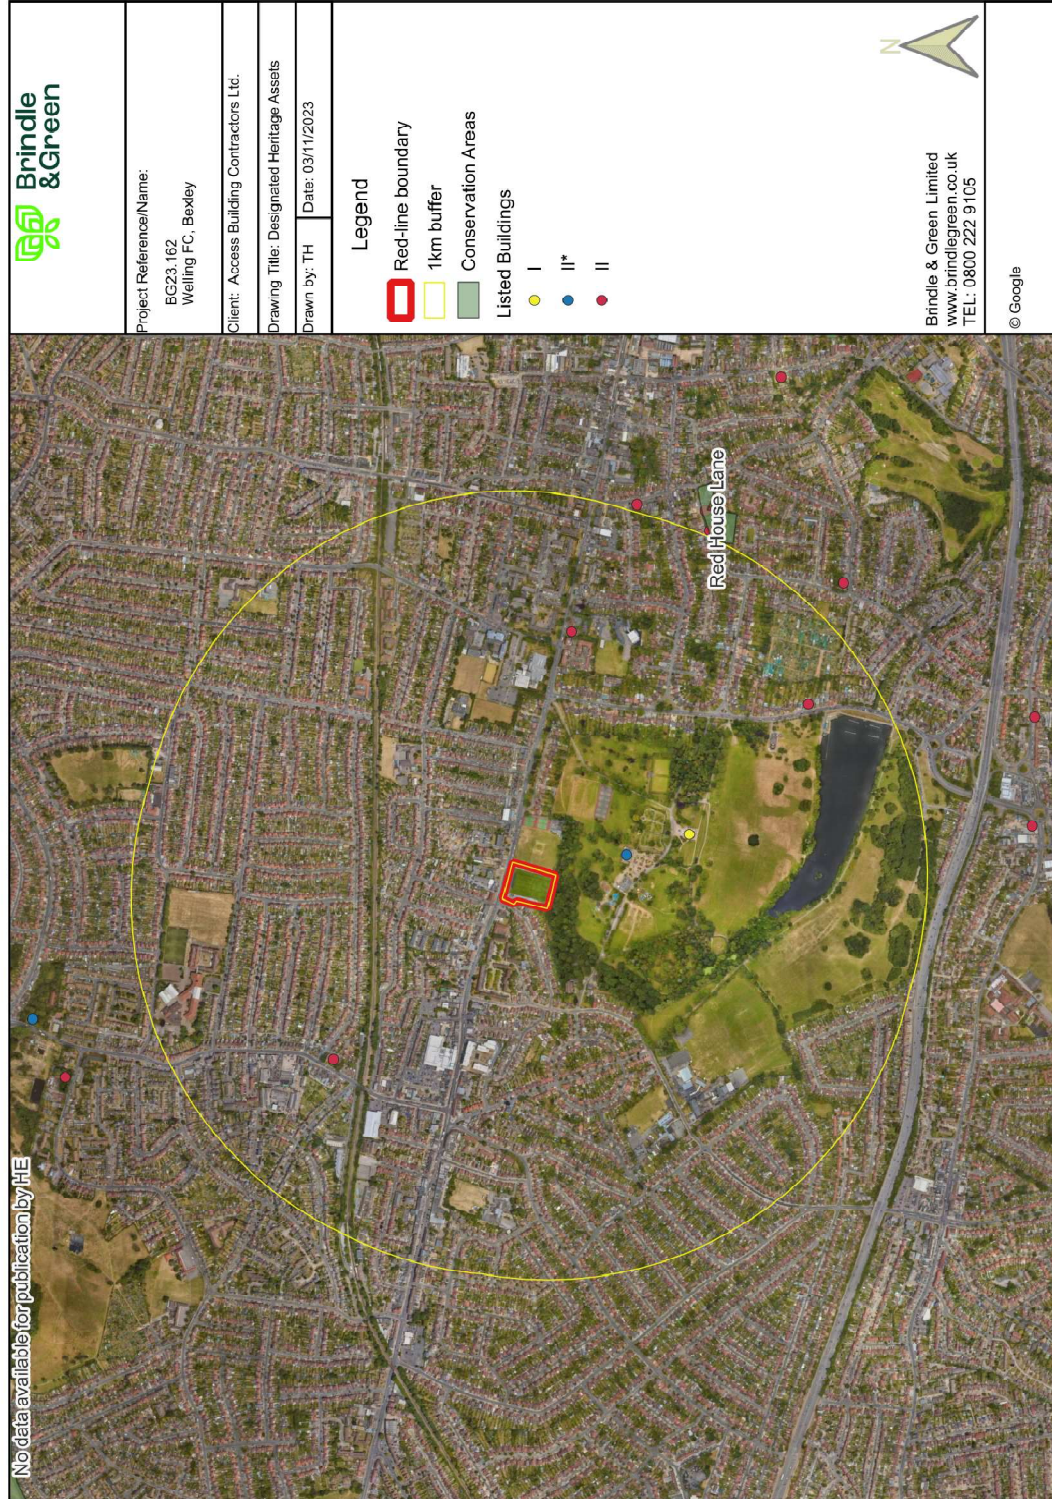 Brindle
&Green
Project Reference/Name:
BG23.162
Welling FC, Bexley
Client: Access Building Contractors Ltd.
Drawing Title: Designated Heritage Assets
Drawn by: TH
Date: 03/11/2023
Legend
Red-line boundary
1km buffer
Conservation Areas
Listed Buildings
I
II*
II
N
Brindle & Green Limited
www.brindlegreen.co.uk
TEL: 0800 222 9105
© Google
No data available for publication by HE
Red House Lane